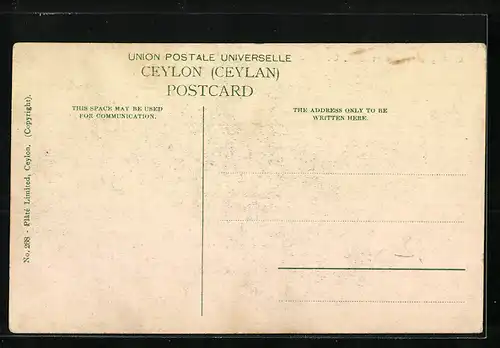 UNION POSTALE UNIVERSELLE
CEYLON (CEYLAN)
POSTCARD
THIS SPACE MAY BE USED
FOR COMMUNICATION.
THE ADDRESS ONLY TO BE
WRITTEN HERE.
No. 208 - Plâté Limited, Ceylon. (Copyright).